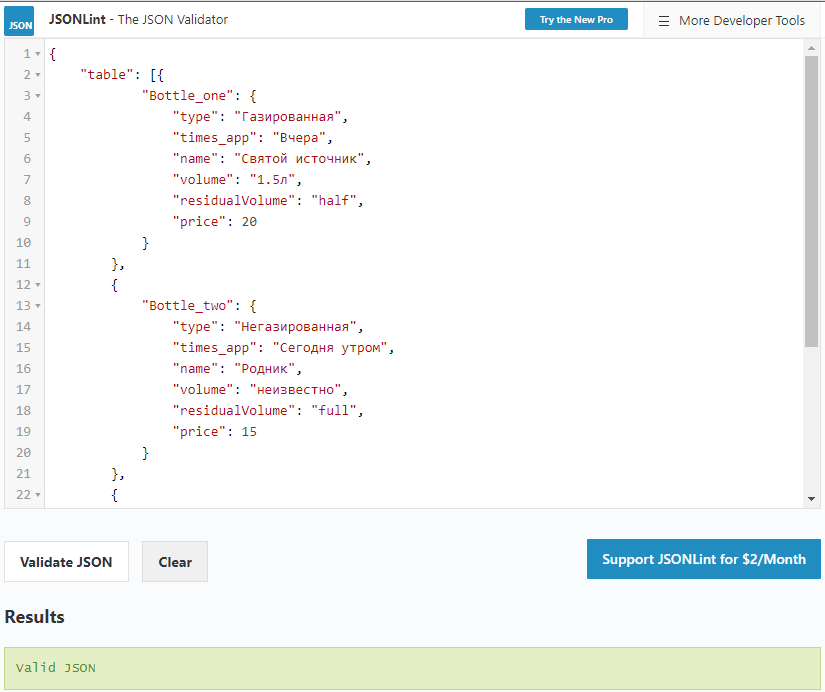 JSON JSONLint - The JSON Validator Try the New Pro ☰ More Developer Tools
1 {
2 "table": [{
3 "Bottle_one": {
4 "type": "Газированная",
5 "times_app": "Вчера",
6 "name": "Святой источник",
7 "volume": "1.5л",
8 "residualVolume": "half",
9 "price": 20
10 }
11 },
12 {
13 "Bottle_two": {
14 "type": "Негазированная",
15 "times_app": "Сегодня утром",
16 "name": "Родник",
17 "volume": "неизвестно",
18 "residualVolume": "full",
19 "price": 15
20 }
21 },
22 {
Validate JSON Clear Support JSONLint for $2/Month
Results
Valid JSON